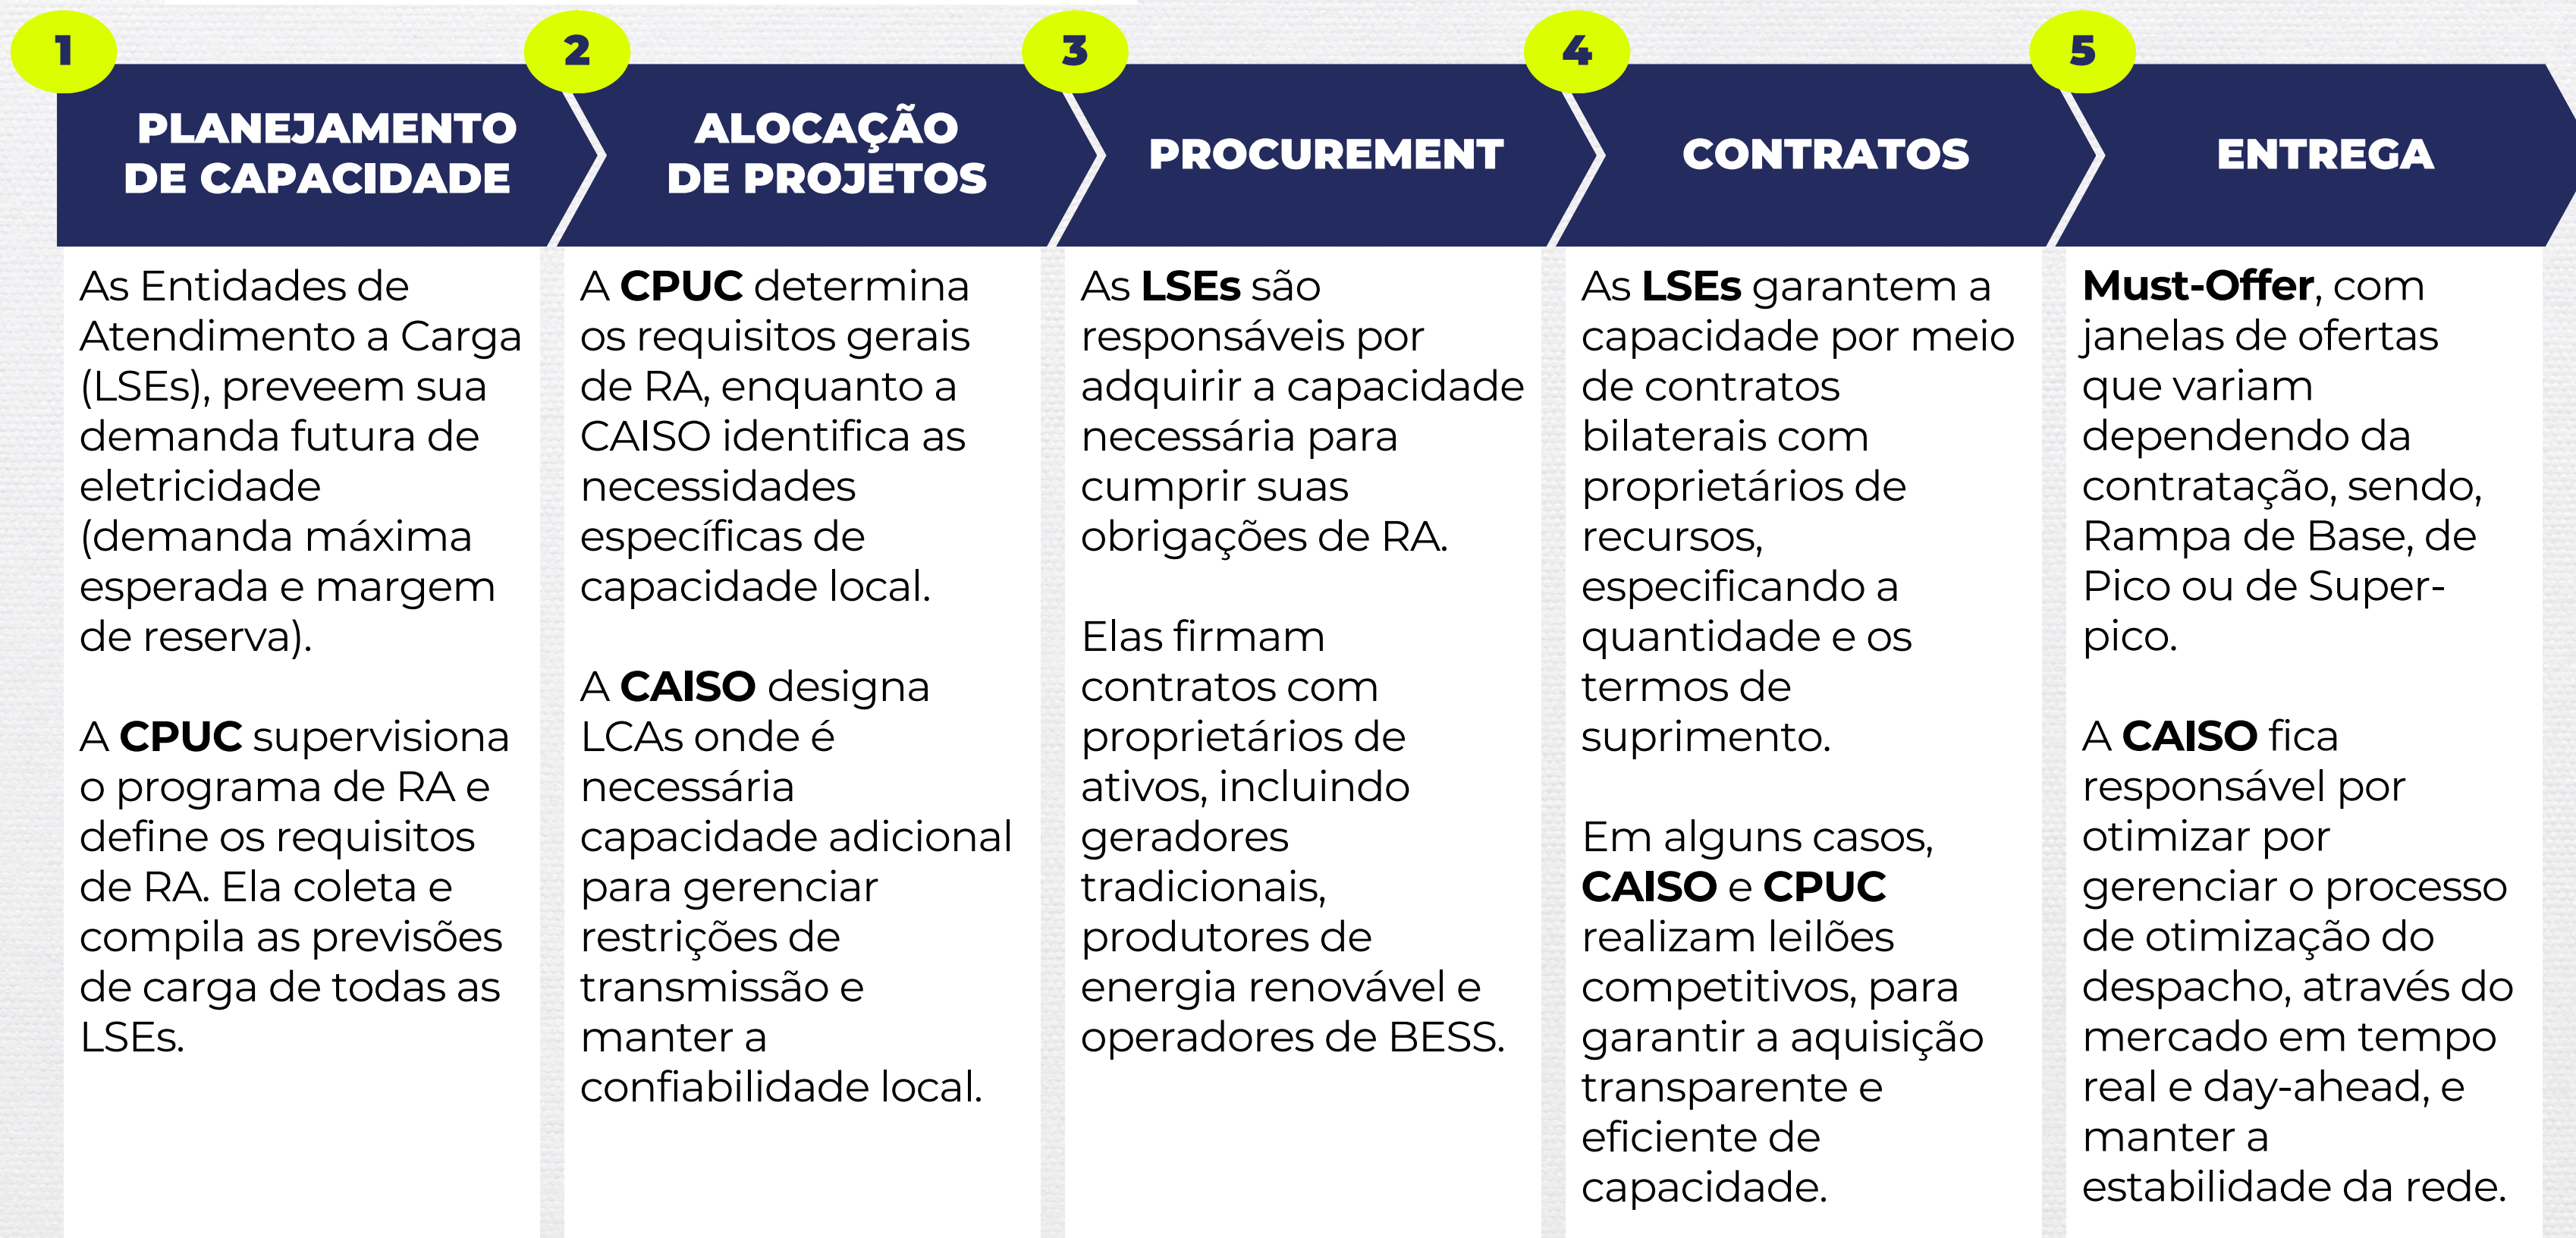 1
PLANEJAMENTO
DE CAPACIDADE
As Entidades de
Atendimento a Carga
(LSEs), preveem sua
demanda futura de
eletricidade
(demanda máxima
esperada e margem
de reserva).
A CPUC supervisiona
o programa de RA e
define os requisitos
de RA. Ela coleta e
compila as previsões
de carga de todas as
LSEs.
2
ALOCAÇÃO
DE PROJETOS
A CPUC determina
os requisitos gerais
de RA, enquanto a
CAISO identifica as
necessidades
específicas de
capacidade local.
A CAISO designa
LCAs onde é
necessária
capacidade adicional
para gerenciar
restrições de
transmissão e
manter a
confiabilidade local.
3
PROCUREMENT
As LSEs são
responsáveis por
adquirir a capacidade
necessária para
cumprir suas
obrigações de RA.
Elas firmam
contratos com
proprietários de
ativos, incluindo
geradores
tradicionais,
produtores de
energia renovável e
operadores de BESS.
4
CONTRATOS
As LSEs garantem a
capacidade por meio
de contratos
bilaterais com
proprietários de
recursos,
especificando a
quantidade e os
termos de
suprimento.
Em alguns casos,
CAISO e CPUC
realizam leilões
competitivos, para
garantir a aquisição
transparente e
eficiente de
capacidade.
5
ENTREGA
Must-Offer, com
janelas de ofertas
que variam
dependendo da
contratação, sendo,
Rampa de Base, de
Pico ou de Super-
pico.
A CAISO fica
responsável por
otimizar por
gerenciar o processo
de otimização do
despacho, através do
mercado em tempo
real e day-ahead, e
manter a
estabilidade da rede.